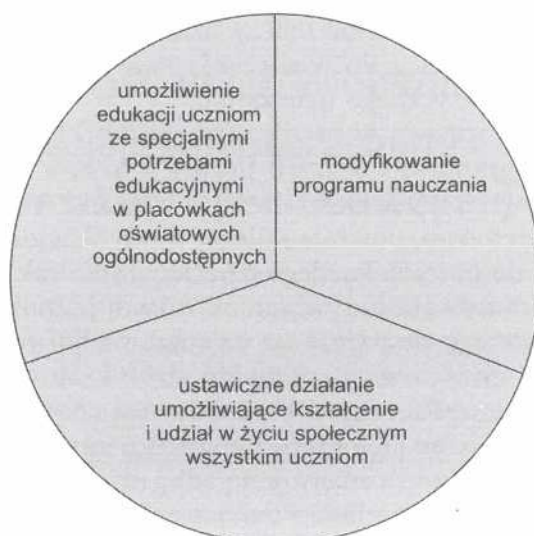 umożliwienie
edukacji uczniom
ze specjalnymi
potrzebami
edukacyjnymi
w placówkach
oświatowych
ogólnodostępnych
modyfikowanie
programu nauczania
ustawiczne działanie
umożliwiające kształcenie
i udział w życiu społecznym
wszystkim uczniom